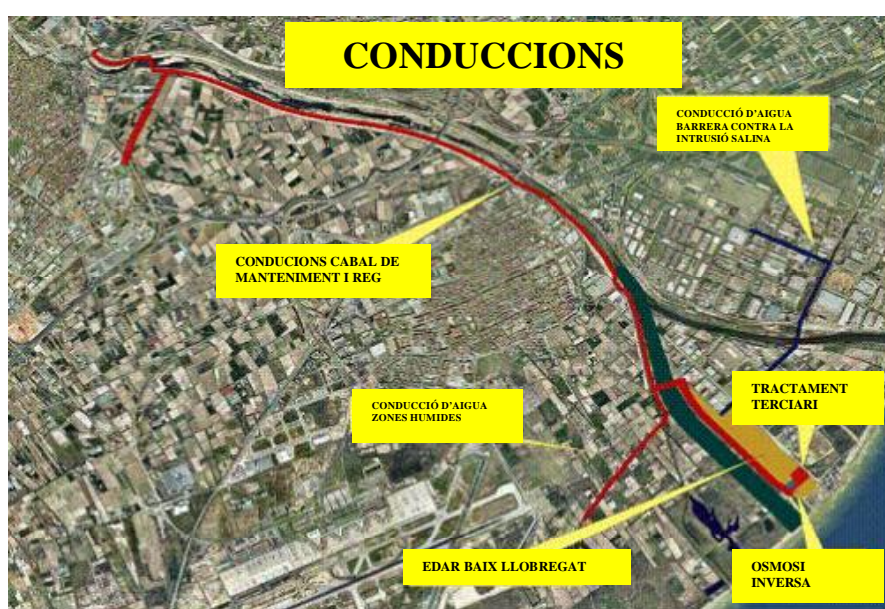 CONDUCCIONS
CONDUCCIÓ D'AIGUA
BARRERA CONTRA LA
INTRUSIÓ SALINA
CONDUCIONS CABAL DE
MANTENIMENT I REG
CONDUCCIÓ D'AIGUA
ZONES HUMIDES
TRACTAMENT
TERCIARI
EDAR BAIX LLOBREGAT
OSMOSI
INVERSA